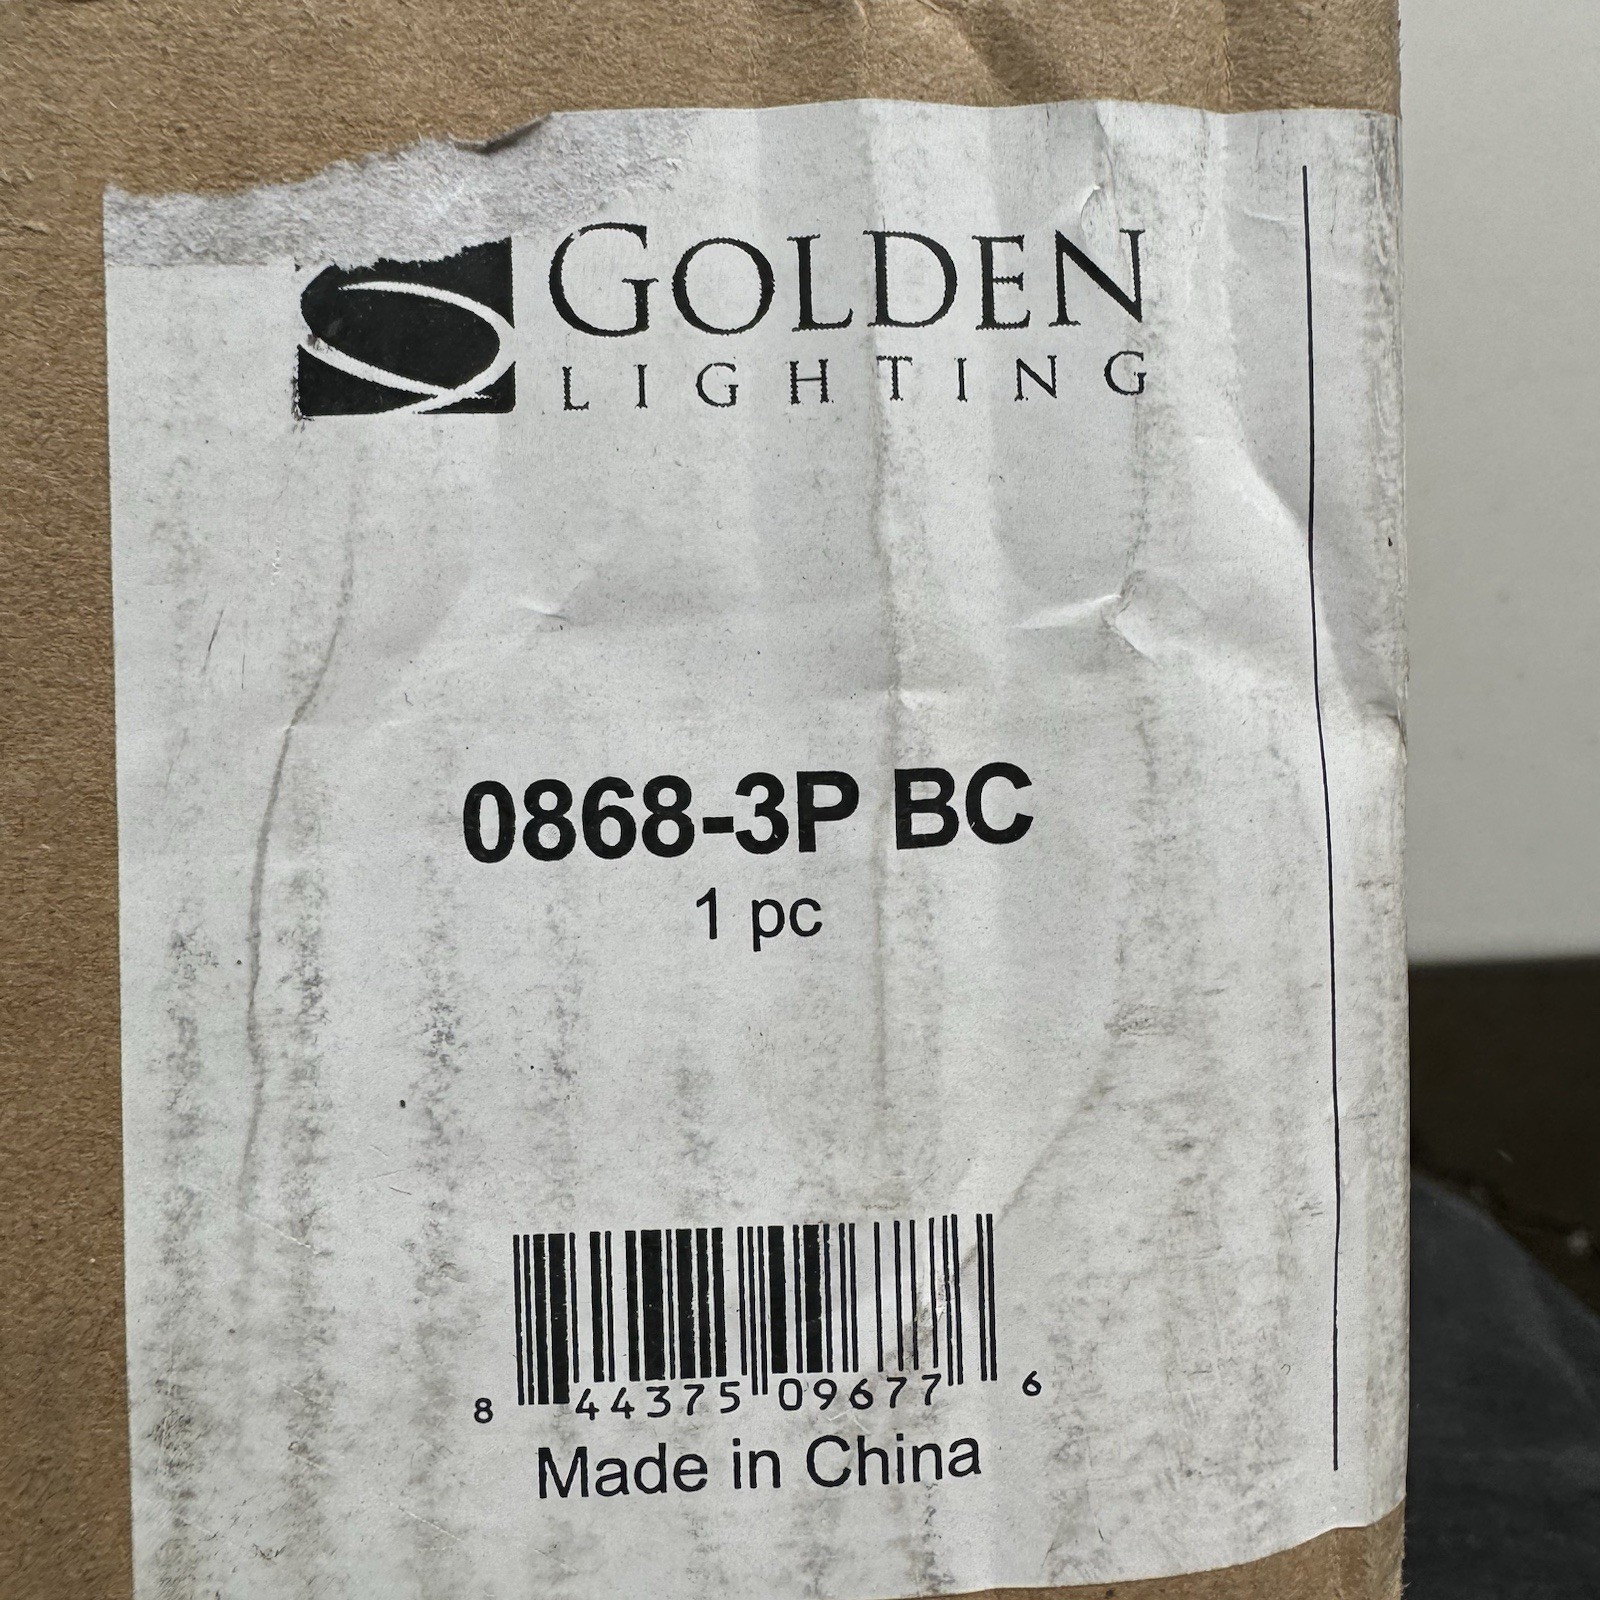 GOLDEN
LIGHTING
0868-3P BC
1 pc
8 44375 09677 6
Made in China